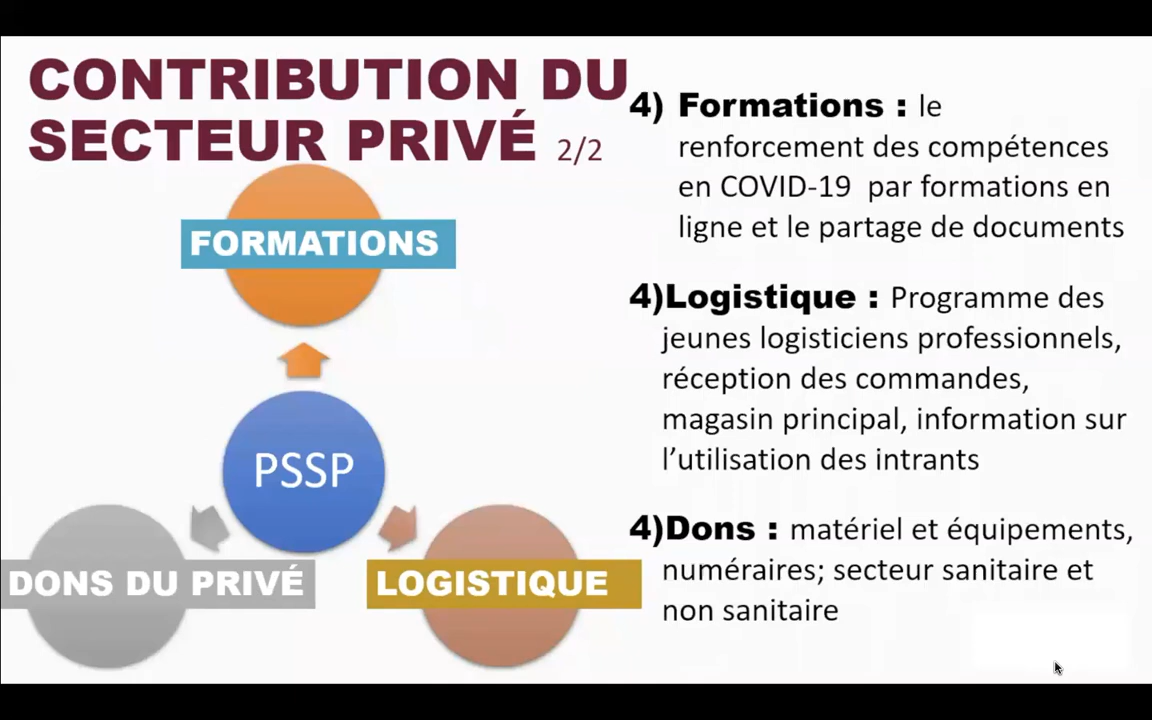 CONTRIBUTION DU
SECTEUR PRIVÉ 2/2
FORMATIONS
PSSP
DONS DU PRIVÉ
LOGISTIQUE
4) Formations : le
renforcement des compétences
en COVID-19 par formations en
ligne et le partage de documents
4)Logistique : Programme des
jeunes logisticiens professionnels,
réception des commandes,
magasin principal, information sur
l’utilisation des intrants
4)Dons : matériel et équipements,
numéraires; secteur sanitaire et
non sanitaire